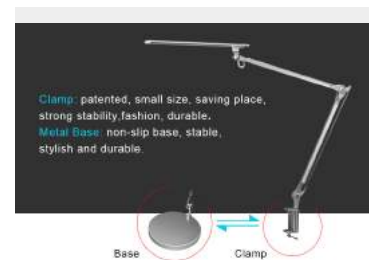 Clamp: patented, small size, saving place,
strong stability,fashion, durable.
Metal Base: non-slip base, stable,
stylish and durable.
Base
Clamp